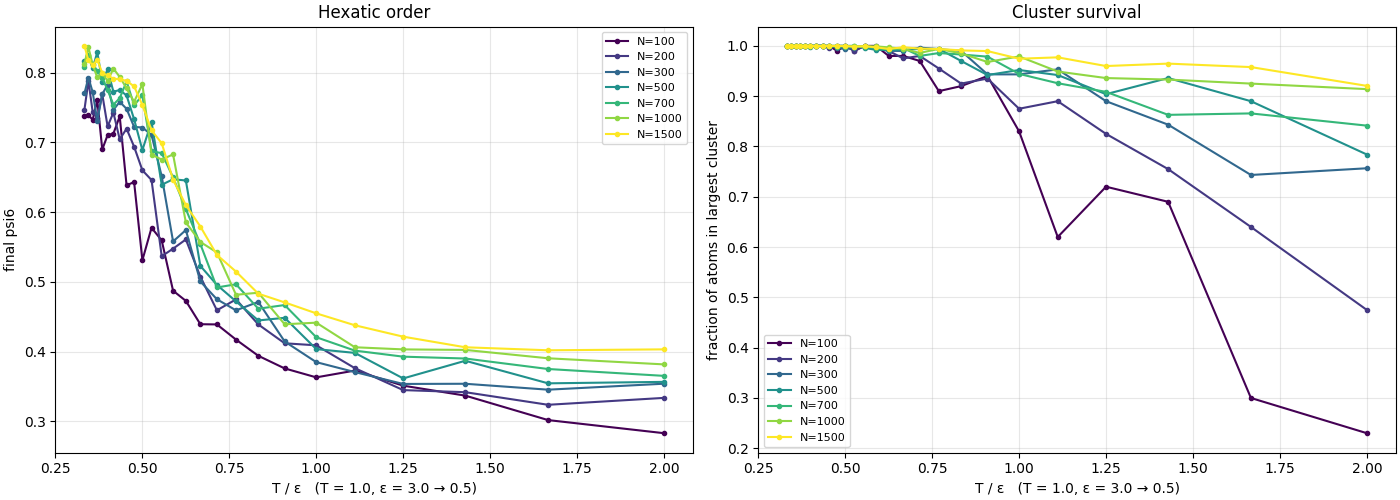 Hexatic order
final psi6
0.8
0.7
0.6
0.5
0.4
0.3
N=100
N=200
N=300
N=500
N=700
N=1000
N=1500
0.25 0.50 0.75 1.00 1.25 1.50 1.75 2.00
T / ε (T = 1.0, ε = 3.0 → 0.5)
Cluster survival
fraction of atoms in largest cluster
1.0
0.9
0.8
0.7
0.6
0.5
0.4
0.3
0.2
N=100
N=200
N=300
N=500
N=700
N=1000
N=1500
0.25 0.50 0.75 1.00 1.25 1.50 1.75 2.00
T / ε (T = 1.0, ε = 3.0 → 0.5)